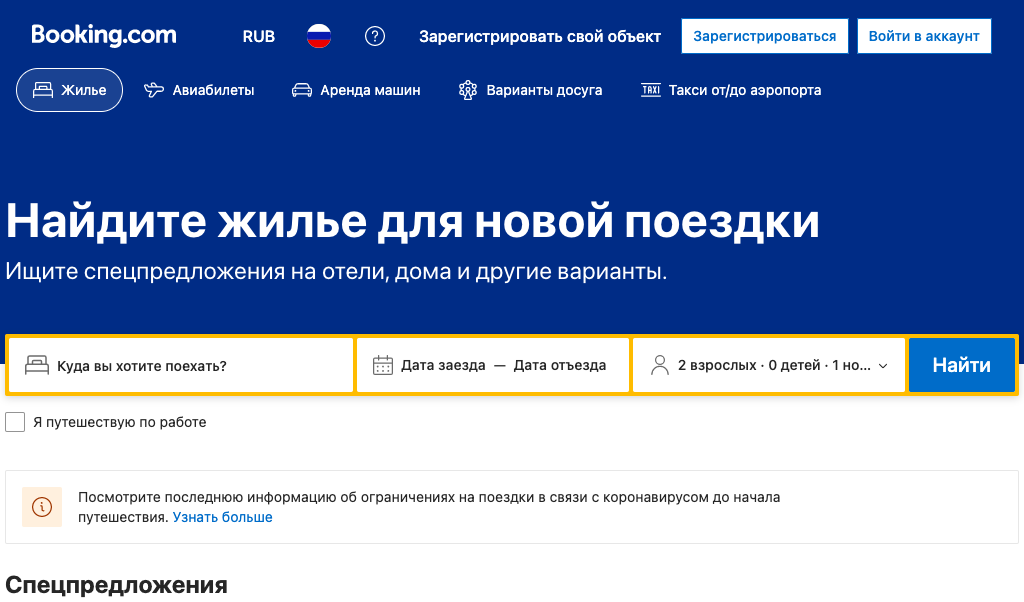 Booking.com
RUB
?
Зарегистрировать свой объект
Зарегистрироваться
Войти в аккаунт
Жилье
Авиабилеты
Аренда машин
Варианты досуга
TAXI
Такси от/до аэропорта
Найдите жилье для новой поездки
Ищите спецпредложения на отели, дома и другие варианты.
Куда вы хотите поехать?
Дата заезда — Дата отъезда
2 взрослых · 0 детей · 1 но...
Найти
Я путешествую по работе
Посмотрите последнюю информацию об ограничениях на поездки в связи с коронавирусом до начала
путешествия. Узнать больше
Спецпредложения